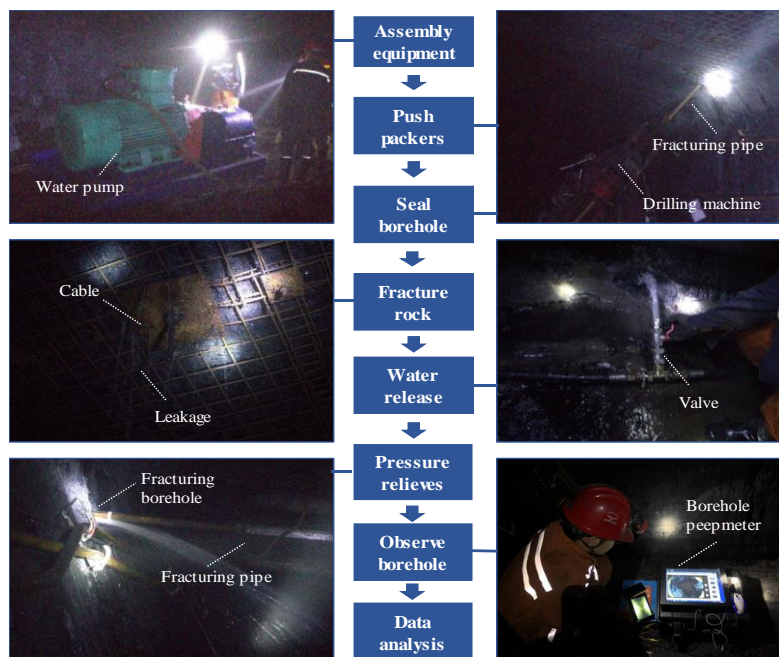 Assembly
equipment
Push
packers
Seal
borehole
Fracture
rock
Water
release
Pressure
relieves
Observe
borehole
Data
analysis
Water pump
Fracturing pipe
Drilling machine
Cable
Leakage
Valve
Fracturing
borehole
Fracturing pipe
Borehole
peepmeter